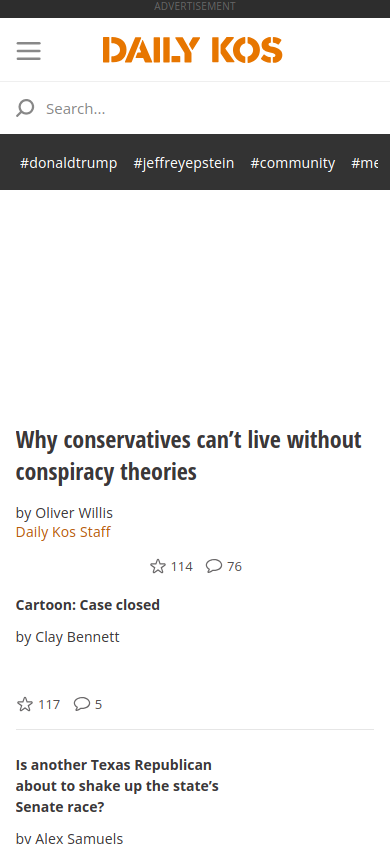 ADVERTISEMENT
DAILY KOS
Search...
#donaldtrump #jeffreyepstein #community #me
Why conservatives can’t live without
conspiracy theories
by Oliver Willis
Daily Kos Staff
114 76
Cartoon: Case closed
by Clay Bennett
117 5
Is another Texas Republican
about to shake up the state’s
Senate race?
by Alex Samuels